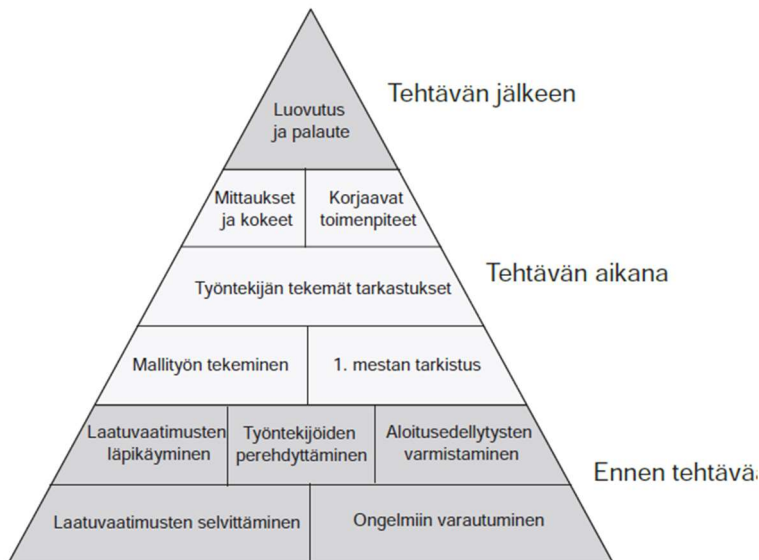 Luovutus
ja palaute
Tehtävän jälkeen
Mittaukset
ja kokeet
Korjaavat
toimenpiteet
Työntekijän tekemät tarkastukset
Tehtävän aikana
Mallityön tekeminen
1. mestan tarkistus
Laatuvaatimusten
läpikäyminen
Työntekijöiden
perehdyttäminen
Aloitusedellytysten
varmistaminen
Ennen tehtävää
Laatuvaatimusten selvittäminen
Ongelmiin varautuminen